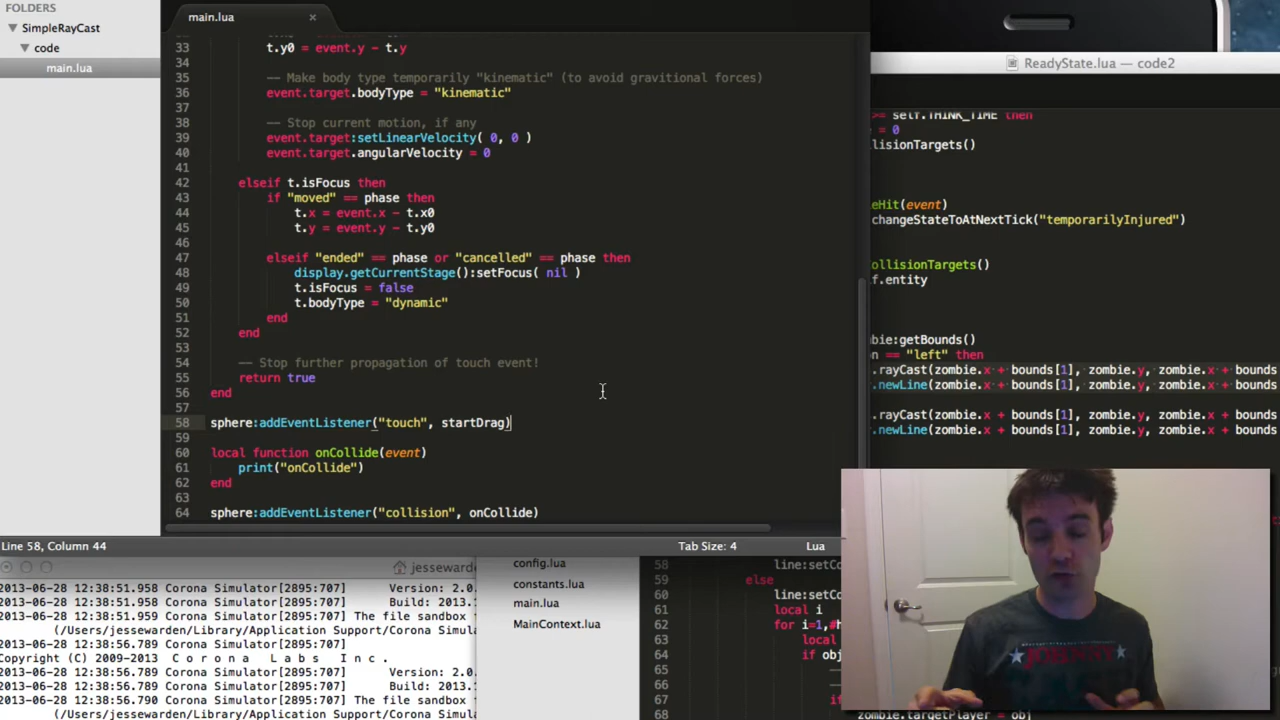 FOLDERS
SimpleRayCast
code
main.lua
main.lua
33 t.y0 = event.y - t.y
34
35 -- Make body type temporarily "kinematic" (to avoid gravitional forces)
36 event.target.bodyType = "kinematic"
37
38 -- Stop current motion, if any
39 event.target:setLinearVelocity( 0, 0 )
40 event.target.angularVelocity = 0
41
42 elseif t.isFocus then
43 if "moved" == phase then
44 t.x = event.x - t.x0
45 t.y = event.y - t.y0
46
47 elseif "ended" == phase or "cancelled" == phase then
48 display.getCurrentStage():setFocus( nil )
49 t.isFocus = false
50 t.bodyType = "dynamic"
51 end
52 end
53
54 -- Stop further propagation of touch event!
55 return true
56 end
57
58 sphere:addEventListener("touch", startDrag)
59
60 local function onCollide(event)
61 print("onCollide")
62 end
63
64 sphere:addEventListener("collision", onCollide)
Line 58, Column 44 Tab Size: 4 Lua
ReadyState.lua — code2
>= self.THINK_TIME then
= 0
llisionTargets()
eHit(event)
changeStateToAtNextTick("temporarilyInjured")
ollisionTargets()
f.entity
bie:getBounds()
on == "left" then
.rayCast(zombie.x + bounds[1], zombie.y, zombie.x + bounds
.newLine(zombie.x + bounds[1], zombie.y, zombie.x + bounds
.rayCast(zombie.x + bounds[1], zombie.y, zombie.x + bounds
.newLine(zombie.x + bounds[1], zombie.y, zombie.x + bounds
jessewarden
2013-06-28 12:38:51.958 Corona Simulator[2895:707] Version: 2.0.
2013-06-28 12:38:51.958 Corona Simulator[2895:707] Build: 2013.1
2013-06-28 12:38:51.959 Corona Simulator[2895:707] The file sandbox
(/Users/jessewarden/Library/Application Support/Corona Simula
2013-06-28 12:38:56.789 Corona Simulator[2895:707]
Copyright (C) 2009-2013 C o r o n a L a b s I n c .
2013-06-28 12:38:56.789 Corona Simulator[2895:707] Version: 2.0.
2013-06-28 12:38:56.789 Corona Simulator[2895:707] Build: 2013.1
2013-06-28 12:38:56.790 Corona Simulator[2895:707] The file sandbox
(/Users/jessewarden/Library/Application Support/Corona Simula
config.lua
constants.lua
main.lua
MainContext.lua
58 line:setCo
59 else
60 line:setCo
61 local i
62 for i=1,#h
63 local
64 if obj
65 --
66 --
67 if
68 zombie.targetPlayer = obj